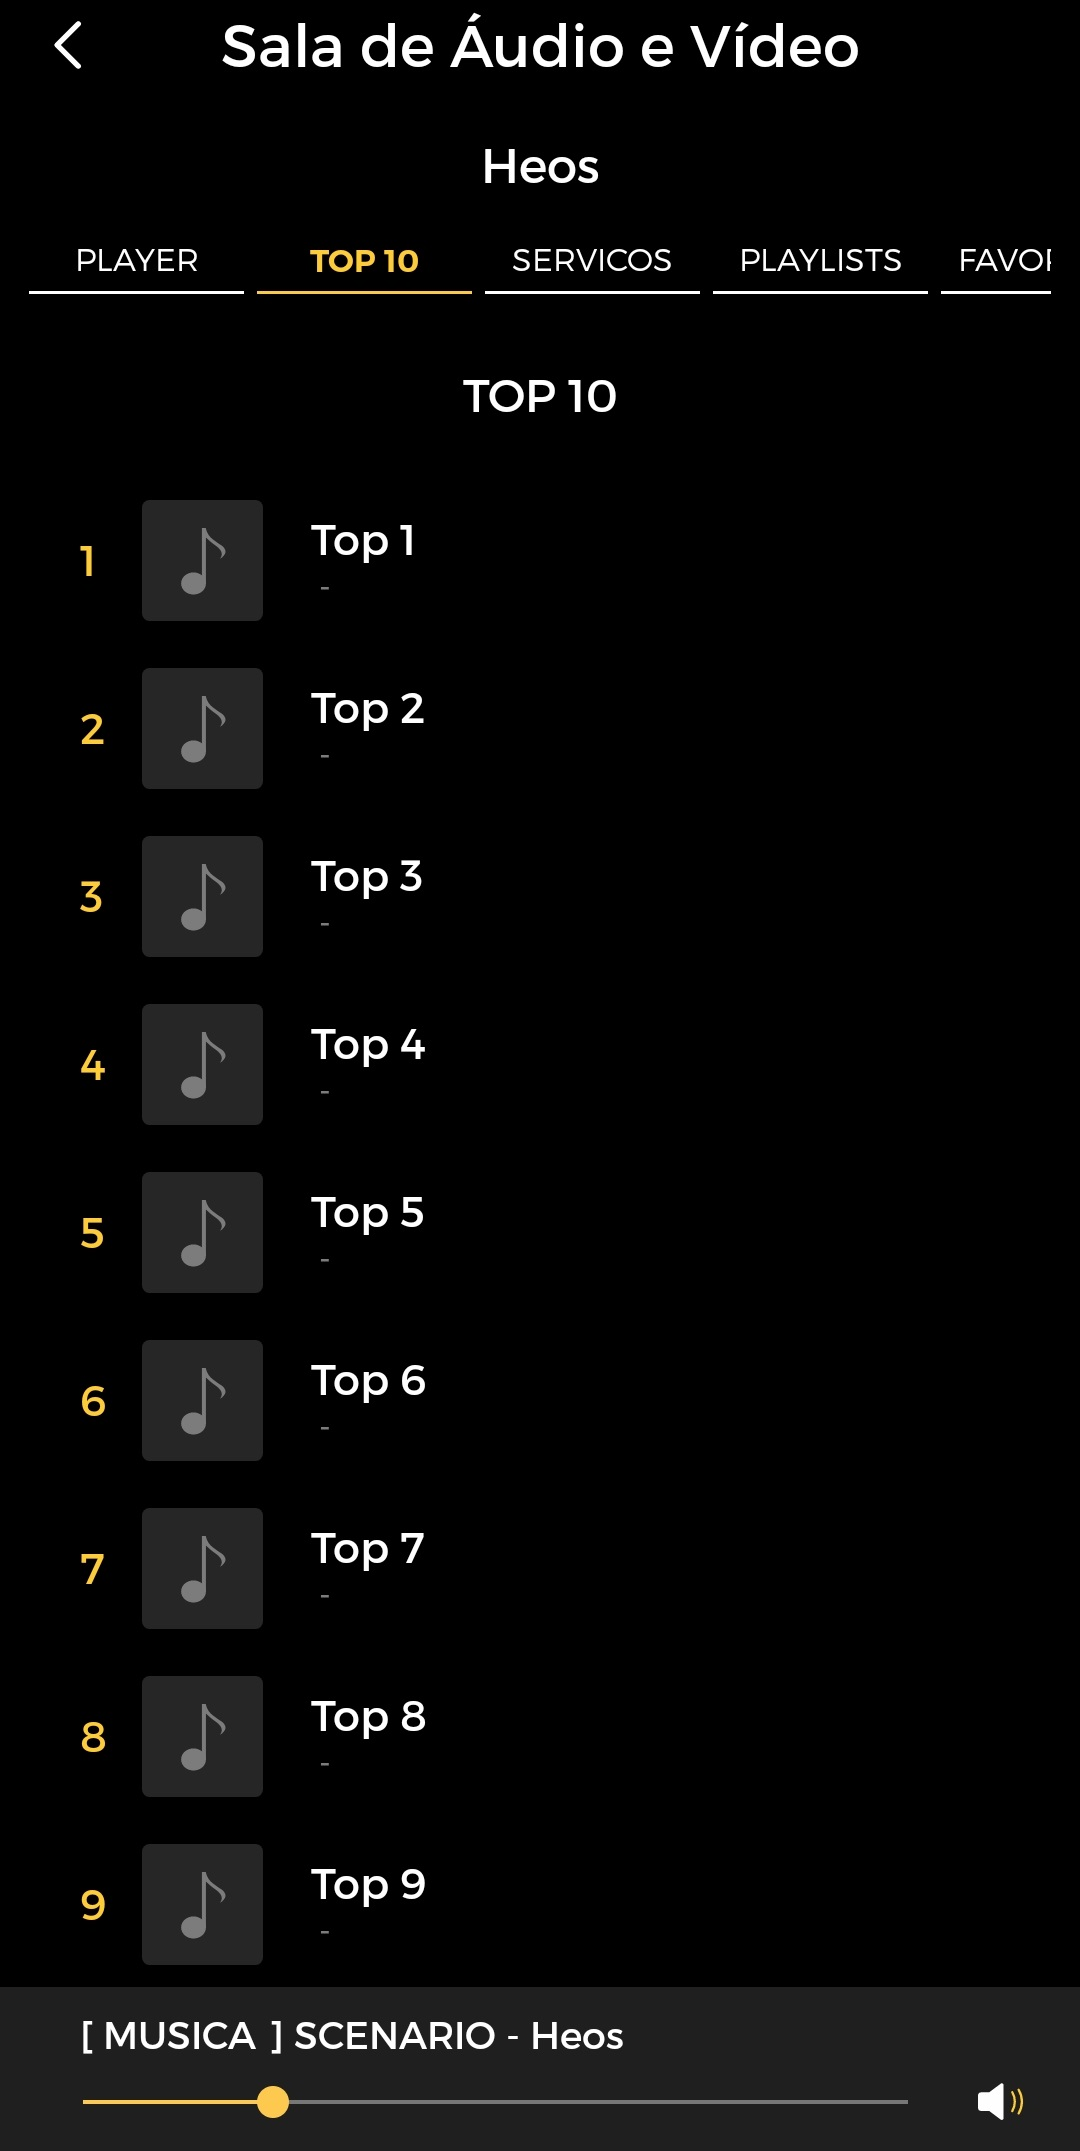 Sala de Áudio e Vídeo
Heos
PLAYER TOP 10 SERVICOS PLAYLISTS
TOP 10
1 Top 1
-
2 Top 2
-
3 Top 3
-
4 Top 4
-
5 Top 5
-
6 Top 6
-
7 Top 7
-
8 Top 8
-
9 Top 9
-
[ MUSICA ] SCENARIO - Heos